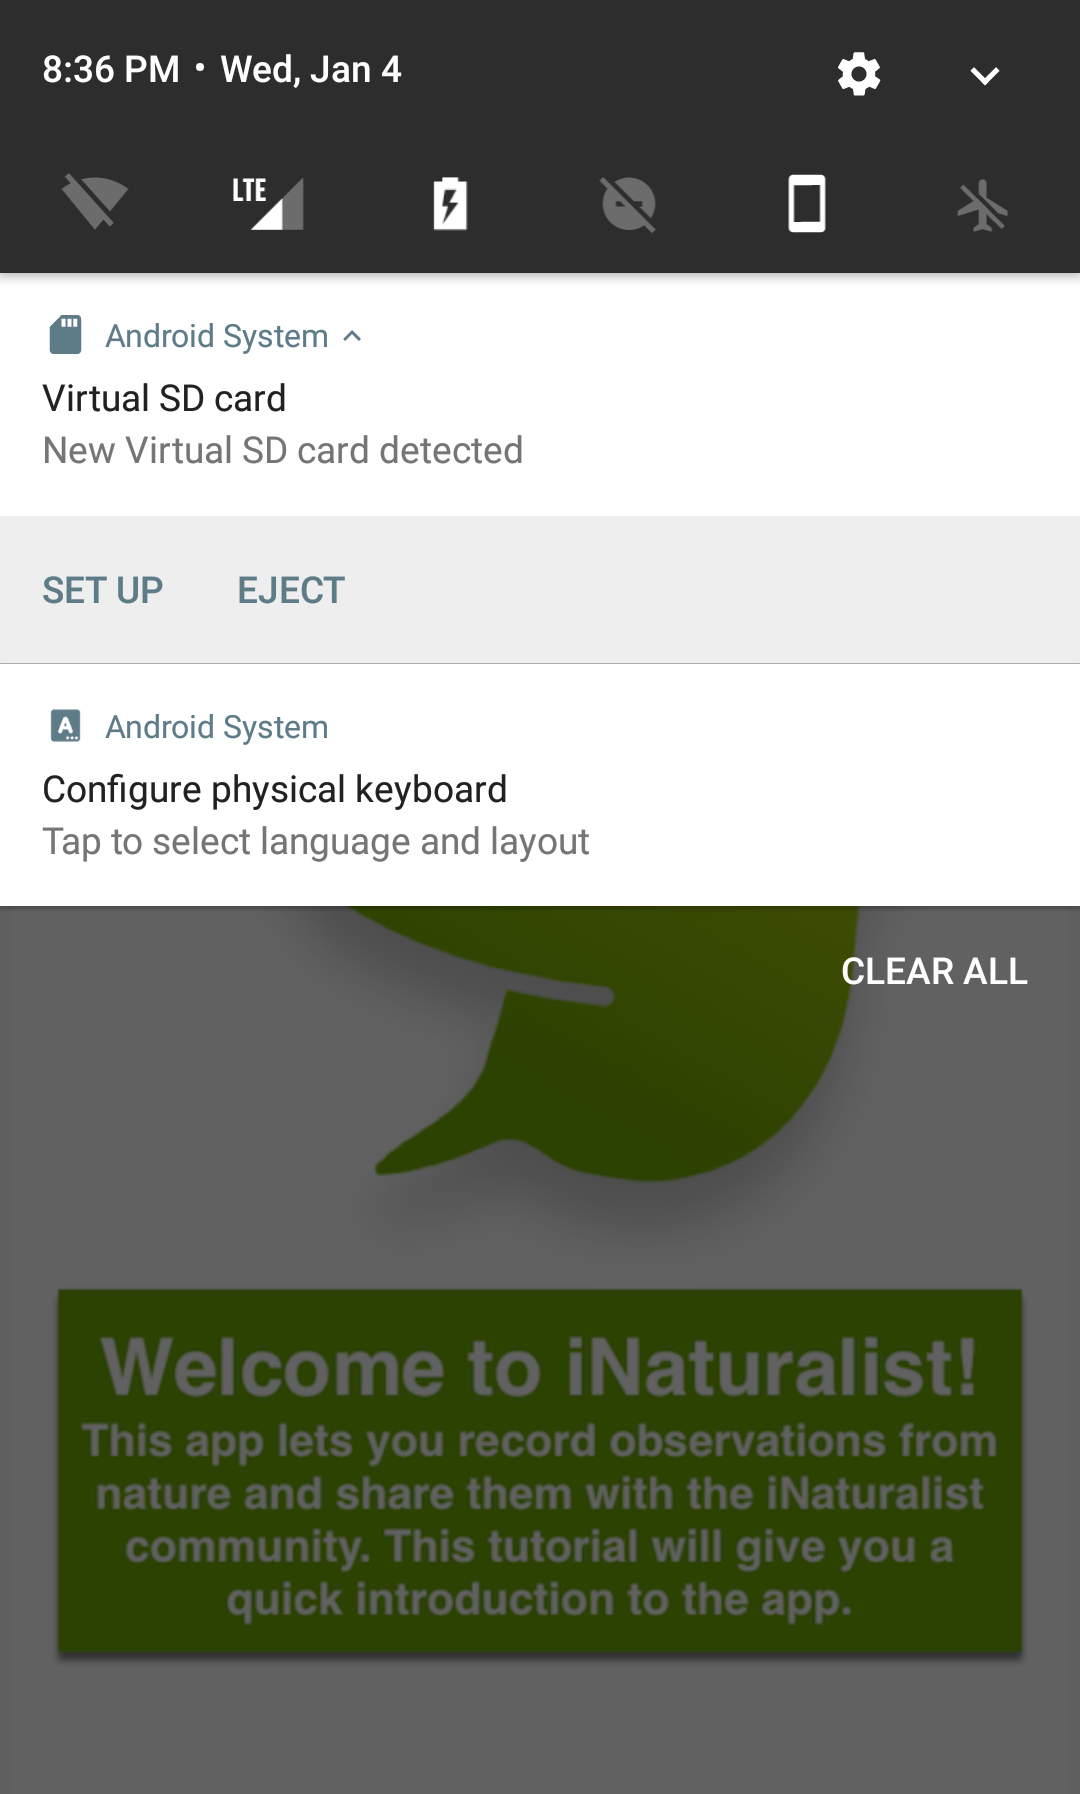 8:36 PM • Wed, Jan 4
LTE
Android System
Virtual SD card
New Virtual SD card detected
SET UP EJECT
A
Android System
Configure physical keyboard
Tap to select language and layout
CLEAR ALL
Welcome to iNaturalist!
This app lets you record observations from
nature and share them with the iNaturalist
community. This tutorial will give you a
quick introduction to the app.